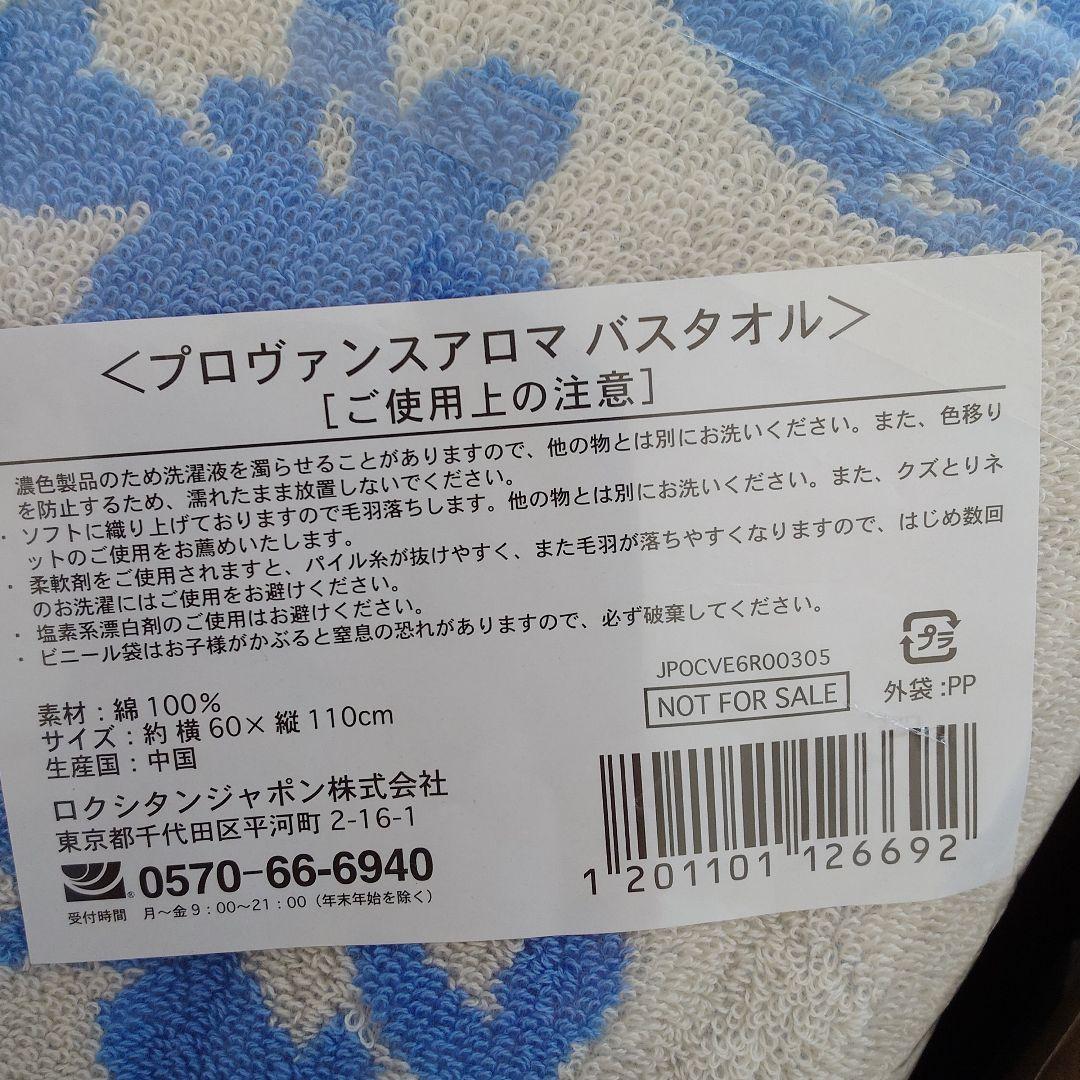 ＜プロヴァンスアロマ バスタオル＞
［ご使用上の注意］
濃色製品のため洗濯液を濁らせることがありますので、他の物とは別にお洗いください。また、色移り
を防止するため、濡れたまま放置しないでください。
・ソフトに織り上げておりますので毛羽落ちします。他の物とは別にお洗いください。また、クズとりネ
ットのご使用をお薦めいたします。
・柔軟剤をご使用されますと、パイル糸が抜けやすく、また毛羽が落ちやすくなりますので、はじめ数回
のお洗濯にはご使用をお避けください。
・塩素系漂白剤のご使用はお避けください。
・ビニール袋はお子様がかぶると窒息の恐れがありますので、必ず破棄してください。
素材：綿 100%
サイズ：約 横 60× 縦 110cm
生産国：中国
ロクシタンジャポン株式会社
東京都千代田区平河町 2-16-1
0570-66-6940
受付時間 月～金 9：00～21：00（年末年始を除く）
JPOCVE6R00305
NOT FOR SALE
プラ
外袋:PP
1 201101 126692